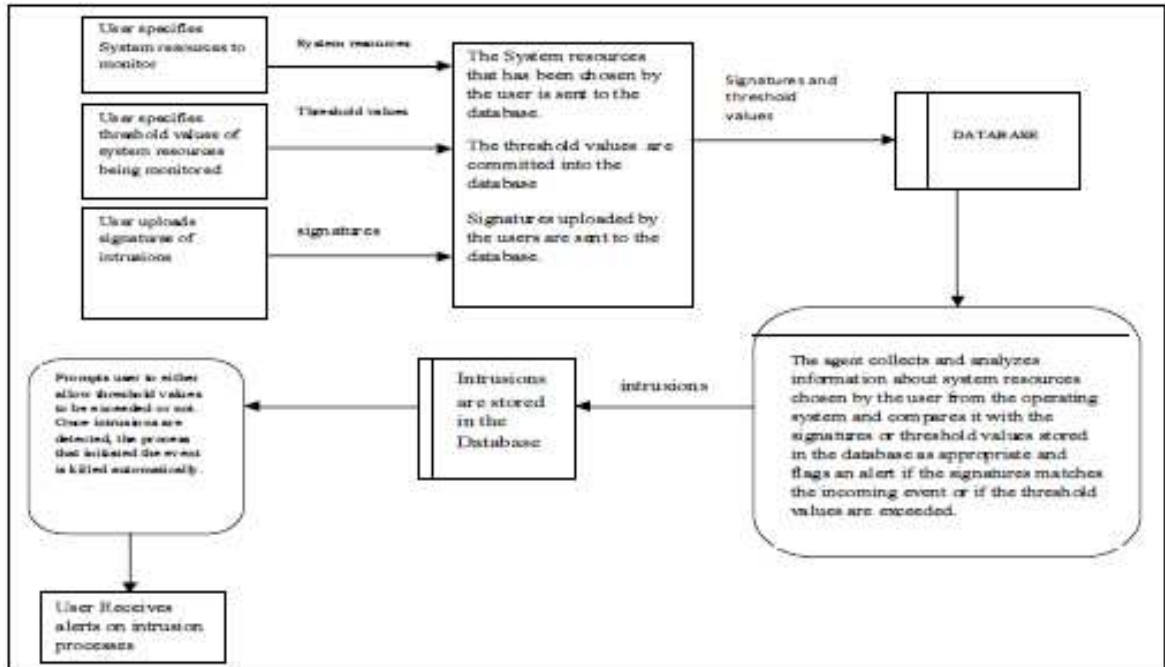 User specifies
System resources to
monitor
System resources
User specifies
threshold values of
system resources
being monitored
Threshold values
User uploads
signatures of
intrusions
signatures
The System resources
that has been chosen by
the user is sent to the
database.
The threshold values are
committed into the
database
Signatures uploaded by
the users are sent to the
database.
Signatures and
threshold
values
DATABASE
The agent collects and analyzes
information about system resources
chosen by the user from the operating
system and compares it with the
signatures or threshold values stored
in the database as appropriate and
flags an alert if the signatures matches
the incoming event or if the threshold
values are exceeded.
intrusions
Intrusions
are stored
in the
Database
Prompts user to either
allow threshold values
to be exceeded or not.
Once intrusions are
detected, the process
that initiated the event
is killed automatically.
User Receives
alerts on intrusion
processes